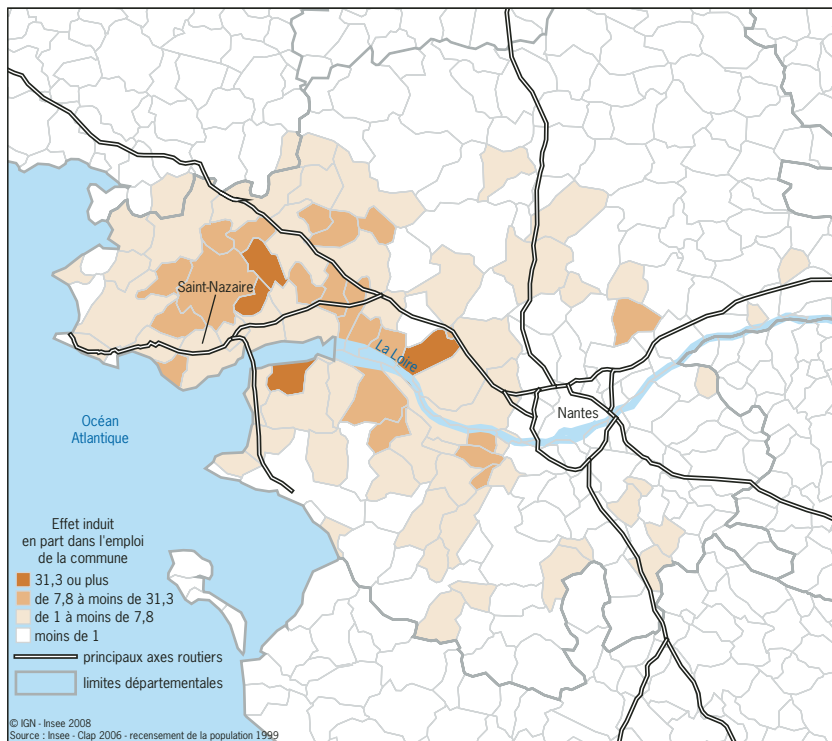 Saint-Nazaire
La Loire
Nantes
Océan
Atlantique
Effet induit
en part dans l'emploi
de la commune
31,3 ou plus
de 7,8 à moins de 31,3
de 1 à moins de 7,8
moins de 1
principaux axes routiers
limites départementales
© IGN - Insee 2008
Source : Insee - Clap 2006 - recensement de la population 1999